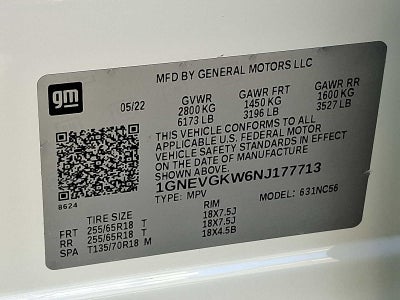 gm
MFD BY GENERAL MOTORS LLC
05/22 GVWR GAWR FRT GAWR RR
2800 KG 1450 KG 1600 KG
6173 LB 3196 LB 3527 LB
THIS VEHICLE CONFORMS TO ALL
APPLICABLE U.S. FEDERAL MOTOR
VEHICLE SAFETY STANDARDS IN EFFECT
ON THE DATE OF MANUFACTURE
SHOWN ABOVE.
1GNEVGKW6NJ177713
8624 TYPE: MPV MODEL: 631NC56
TIRE SIZE RIM
FRT 255/65R18 T 18X7.5J
RR 255/65R18 T 18X7.5J
SPA T135/70R18 M 18X4.5B